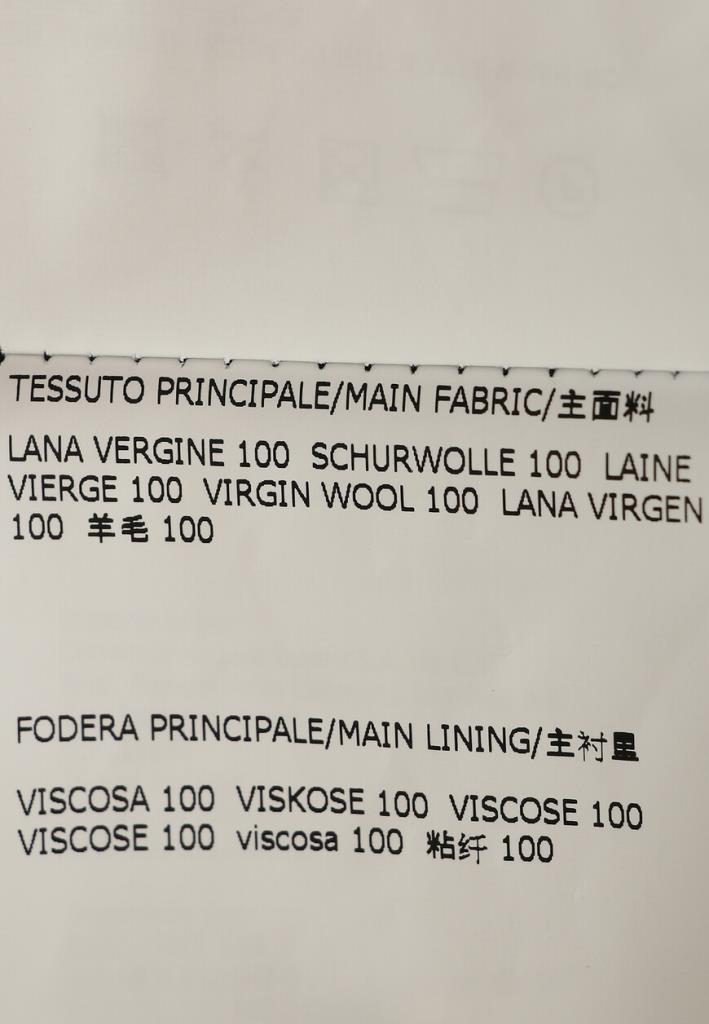 TESSUTO PRINCIPALE/MAIN FABRIC/主面料
LANA VERGINE 100 SCHURWOLLE 100 LAINE
VIERGE 100 VIRGIN WOOL 100 LANA VIRGEN
100 羊毛 100
FODERA PRINCIPALE/MAIN LINING/主衬里
VISCOSA 100 VISKOSE 100 VISCOSE 100
VISCOSE 100 viscosa 100 粘纤 100